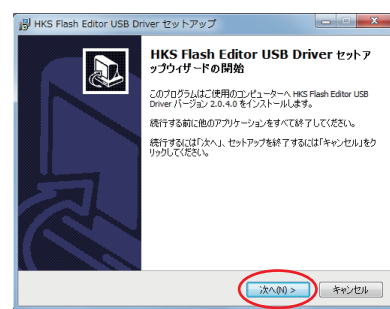 HKS Flash Editor USB Driver セットアップ
HKS Flash Editor USB Driver セットア
ップウィザードの開始
このプログラムはご使用のコンピューターへ HKS Flash Editor USB
Driver バージョン 2.0.4.0 をインストールします。
続行する前に他のアプリケーションをすべて終了してください。
続行するには「次へ」、セットアップを終了するには「キャンセル」をク
リックしてください。
次へ(N) >
キャンセル